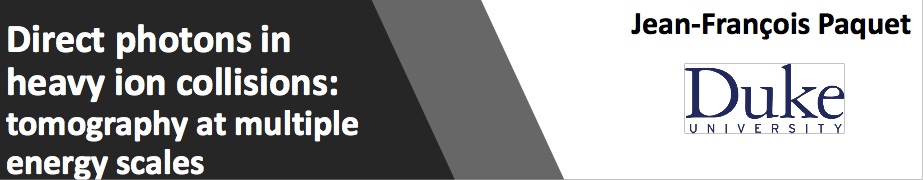 Direct photons in
heavy ion collisions:
tomography at multiple
energy scales
Jean-François Paquet
Duke
UNIVERSITY